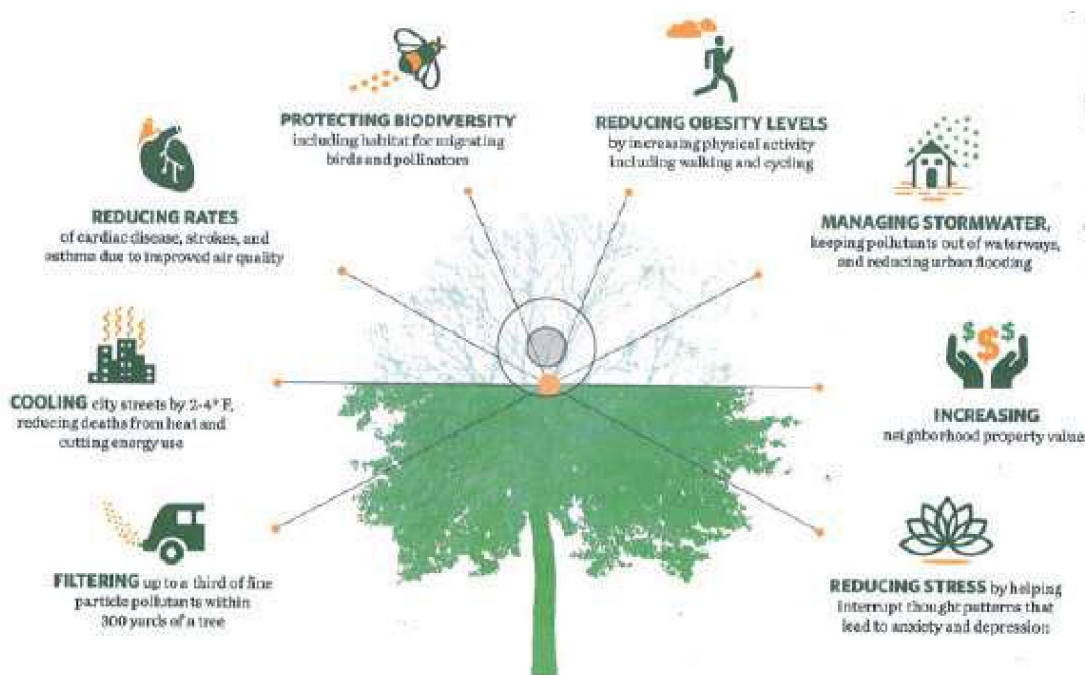 PROTECTING BIODIVERSITY
including habitat for migrating
birds and pollinators
REDUCING OBESITY LEVELS
by increasing physical activity
including walking and cycling
REDUCING RATES
of cardiac disease, strokes, and
asthma due to improved air quality
MANAGING STORMWATER,
keeping pollutants out of waterways,
and reducing urban flooding
COOLING city streets by 2-4° F,
reducing deaths from heat and
cutting energy use
$ $ $
INCREASING
neighborhood property value
FILTERING up to a third of fine
particle pollutants within
300 yards of a tree
REDUCING STRESS by helping
interrupt thought patterns that
lead to anxiety and depression